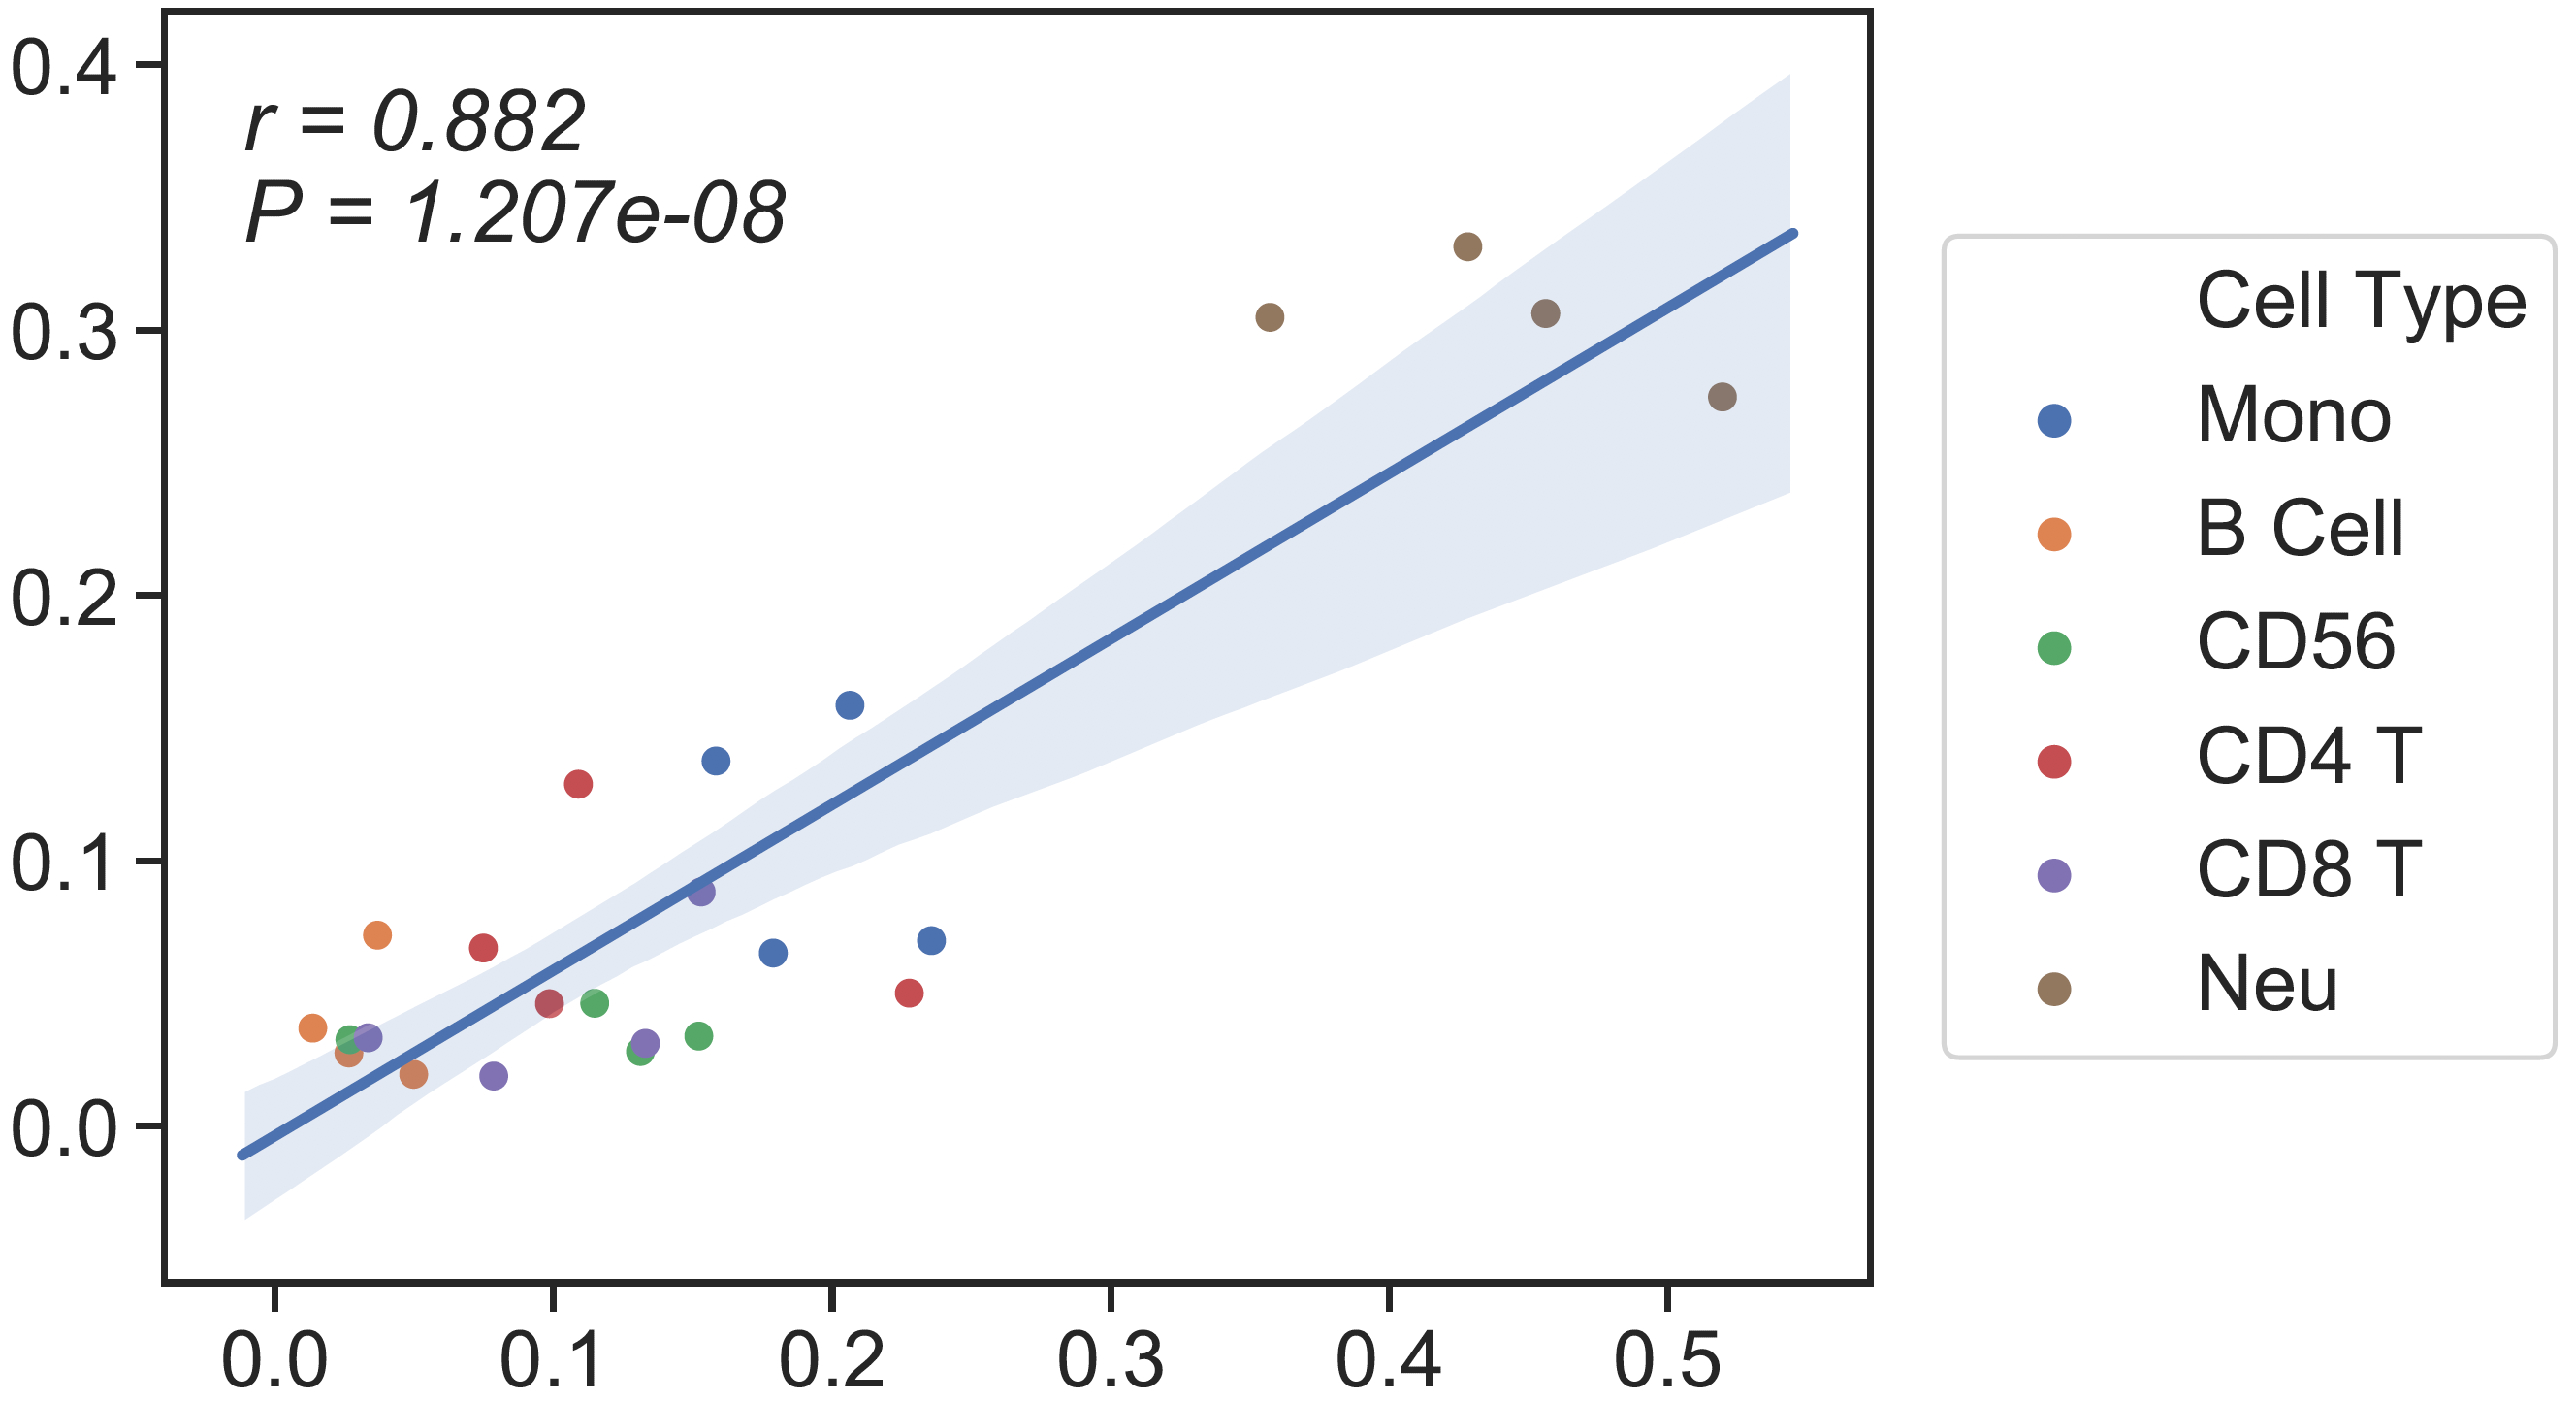 r = 0.882
P = 1.207e-08
0.4
0.3
0.2
0.1
0.0
0.0 0.1 0.2 0.3 0.4 0.5
Cell Type
Mono
B Cell
CD56
CD4 T
CD8 T
Neu